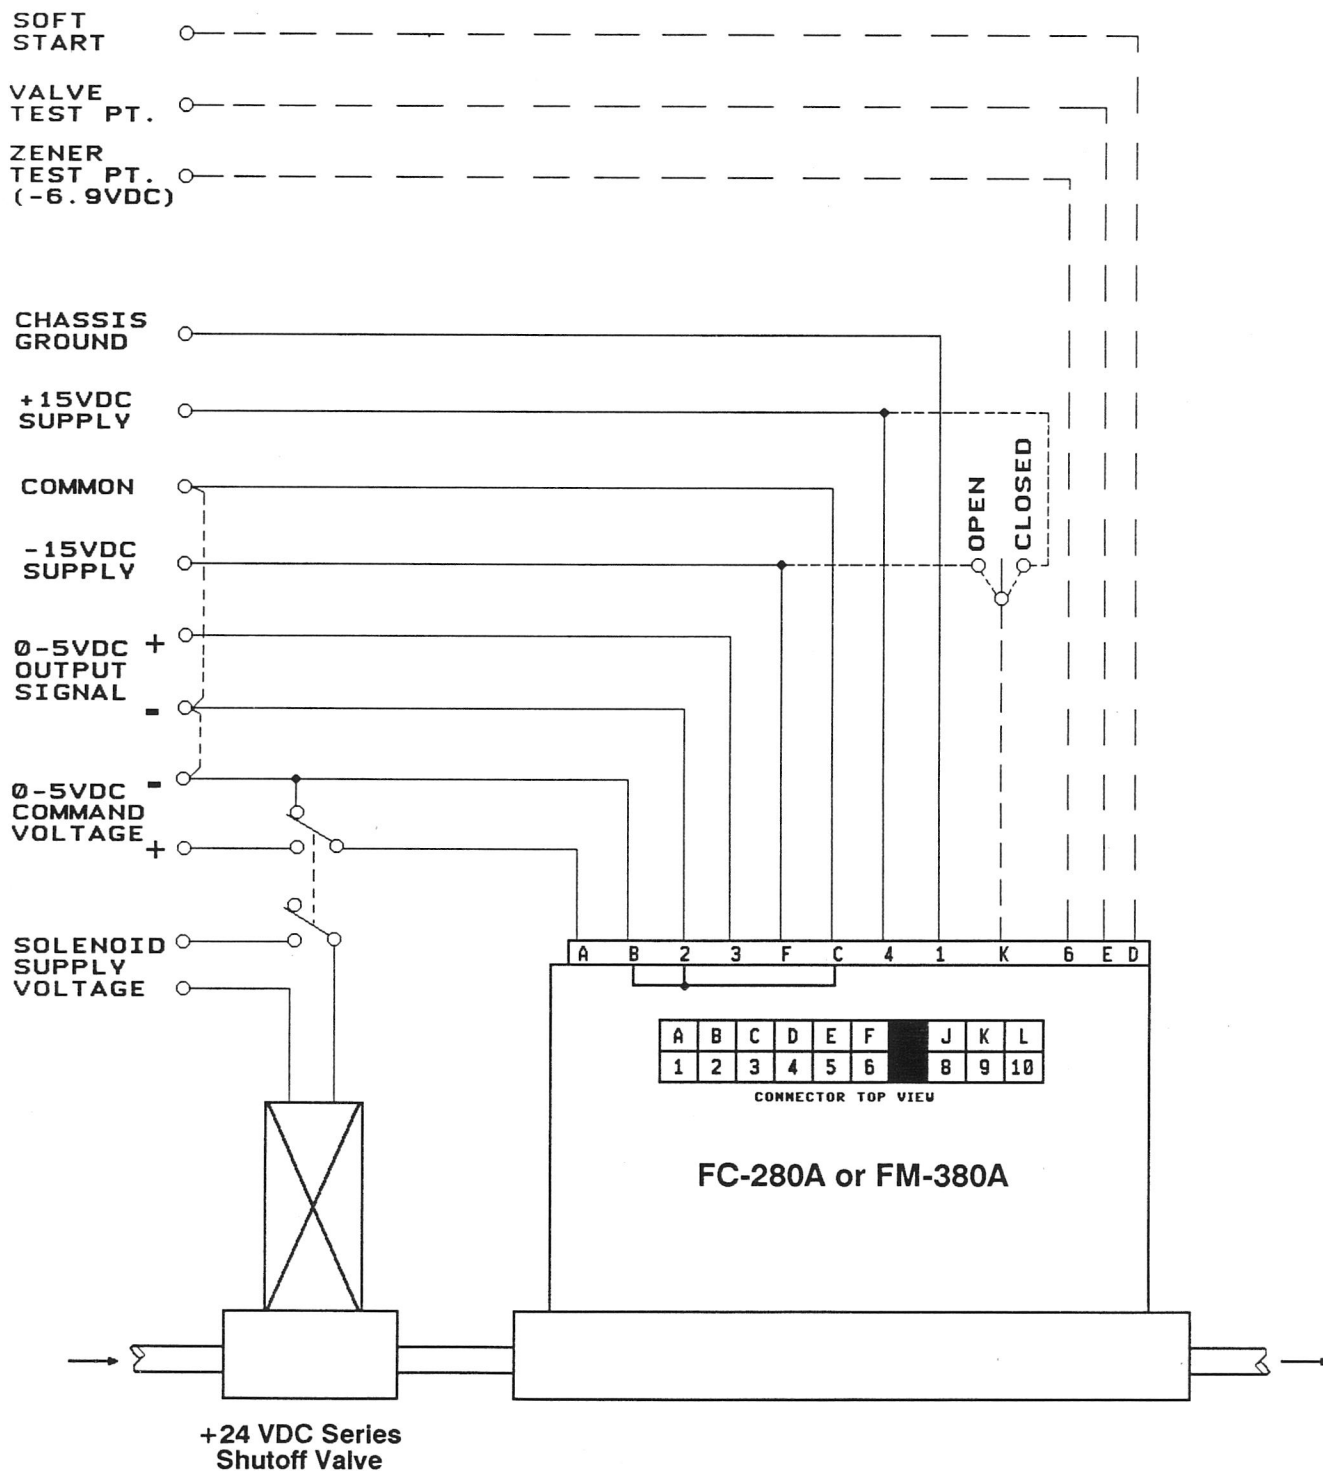 SOFT
START
VALVE
TEST PT.
ZENER
TEST PT.
(-6.9VDC)
CHASSIS
GROUND
+15VDC
SUPPLY
COMMON
-15VDC
SUPPLY
OPEN
CLOSED
0-5VDC +
OUTPUT
SIGNAL
-
0-5VDC -
COMMAND
VOLTAGE
+
SOLENOID
SUPPLY
VOLTAGE
A B 2 3 F C 4 1 K 6 E D
A B C D E F J K L
1 2 3 4 5 6 8 9 10
CONNECTOR TOP VIEW
FC-280A or FM-380A
+24 VDC Series
Shutoff Valve